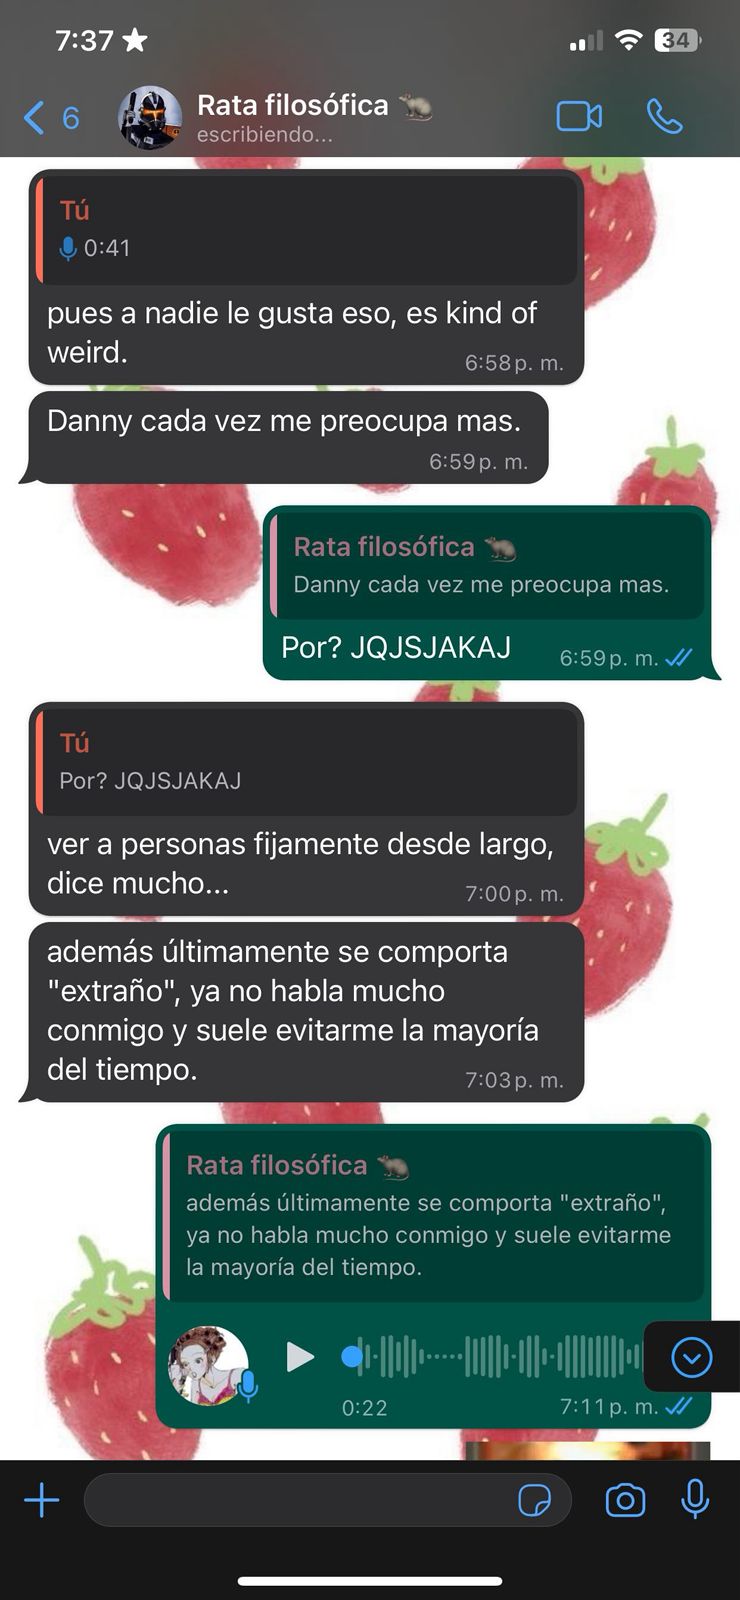 7:37
34
6
Rata filosófica 🐀
escribiendo...
Tú
0:41
pues a nadie le gusta eso, es kind of
weird.
6:58 p. m.
Danny cada vez me preocupa mas.
6:59 p. m.
Rata filosófica 🐀
Danny cada vez me preocupa mas.
Por? JQJSJAKAJ
6:59 p. m.
Tú
Por? JQJSJAKAJ
ver a personas fijamente desde largo,
dice mucho...
7:00 p. m.
además últimamente se comporta
"extraño", ya no habla mucho
conmigo y suele evitarme la mayoría
del tiempo.
7:03 p. m.
Rata filosófica 🐀
además últimamente se comporta "extraño",
ya no habla mucho conmigo y suele evitarme
la mayoría del tiempo.
0:22
7:11 p. m.